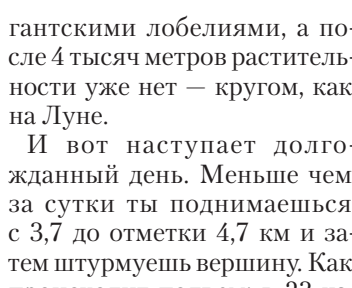 гантскими лобелиями, а по-
сле 4 тысяч метров раститель-
ности уже нет — кругом, как
на Луне.
И вот наступает долго-
жданный день. Меньше чем
за сутки ты поднимаешься
с 3,7 до отметки 4,7 км и за-
тем штурмуешь вершину. Как